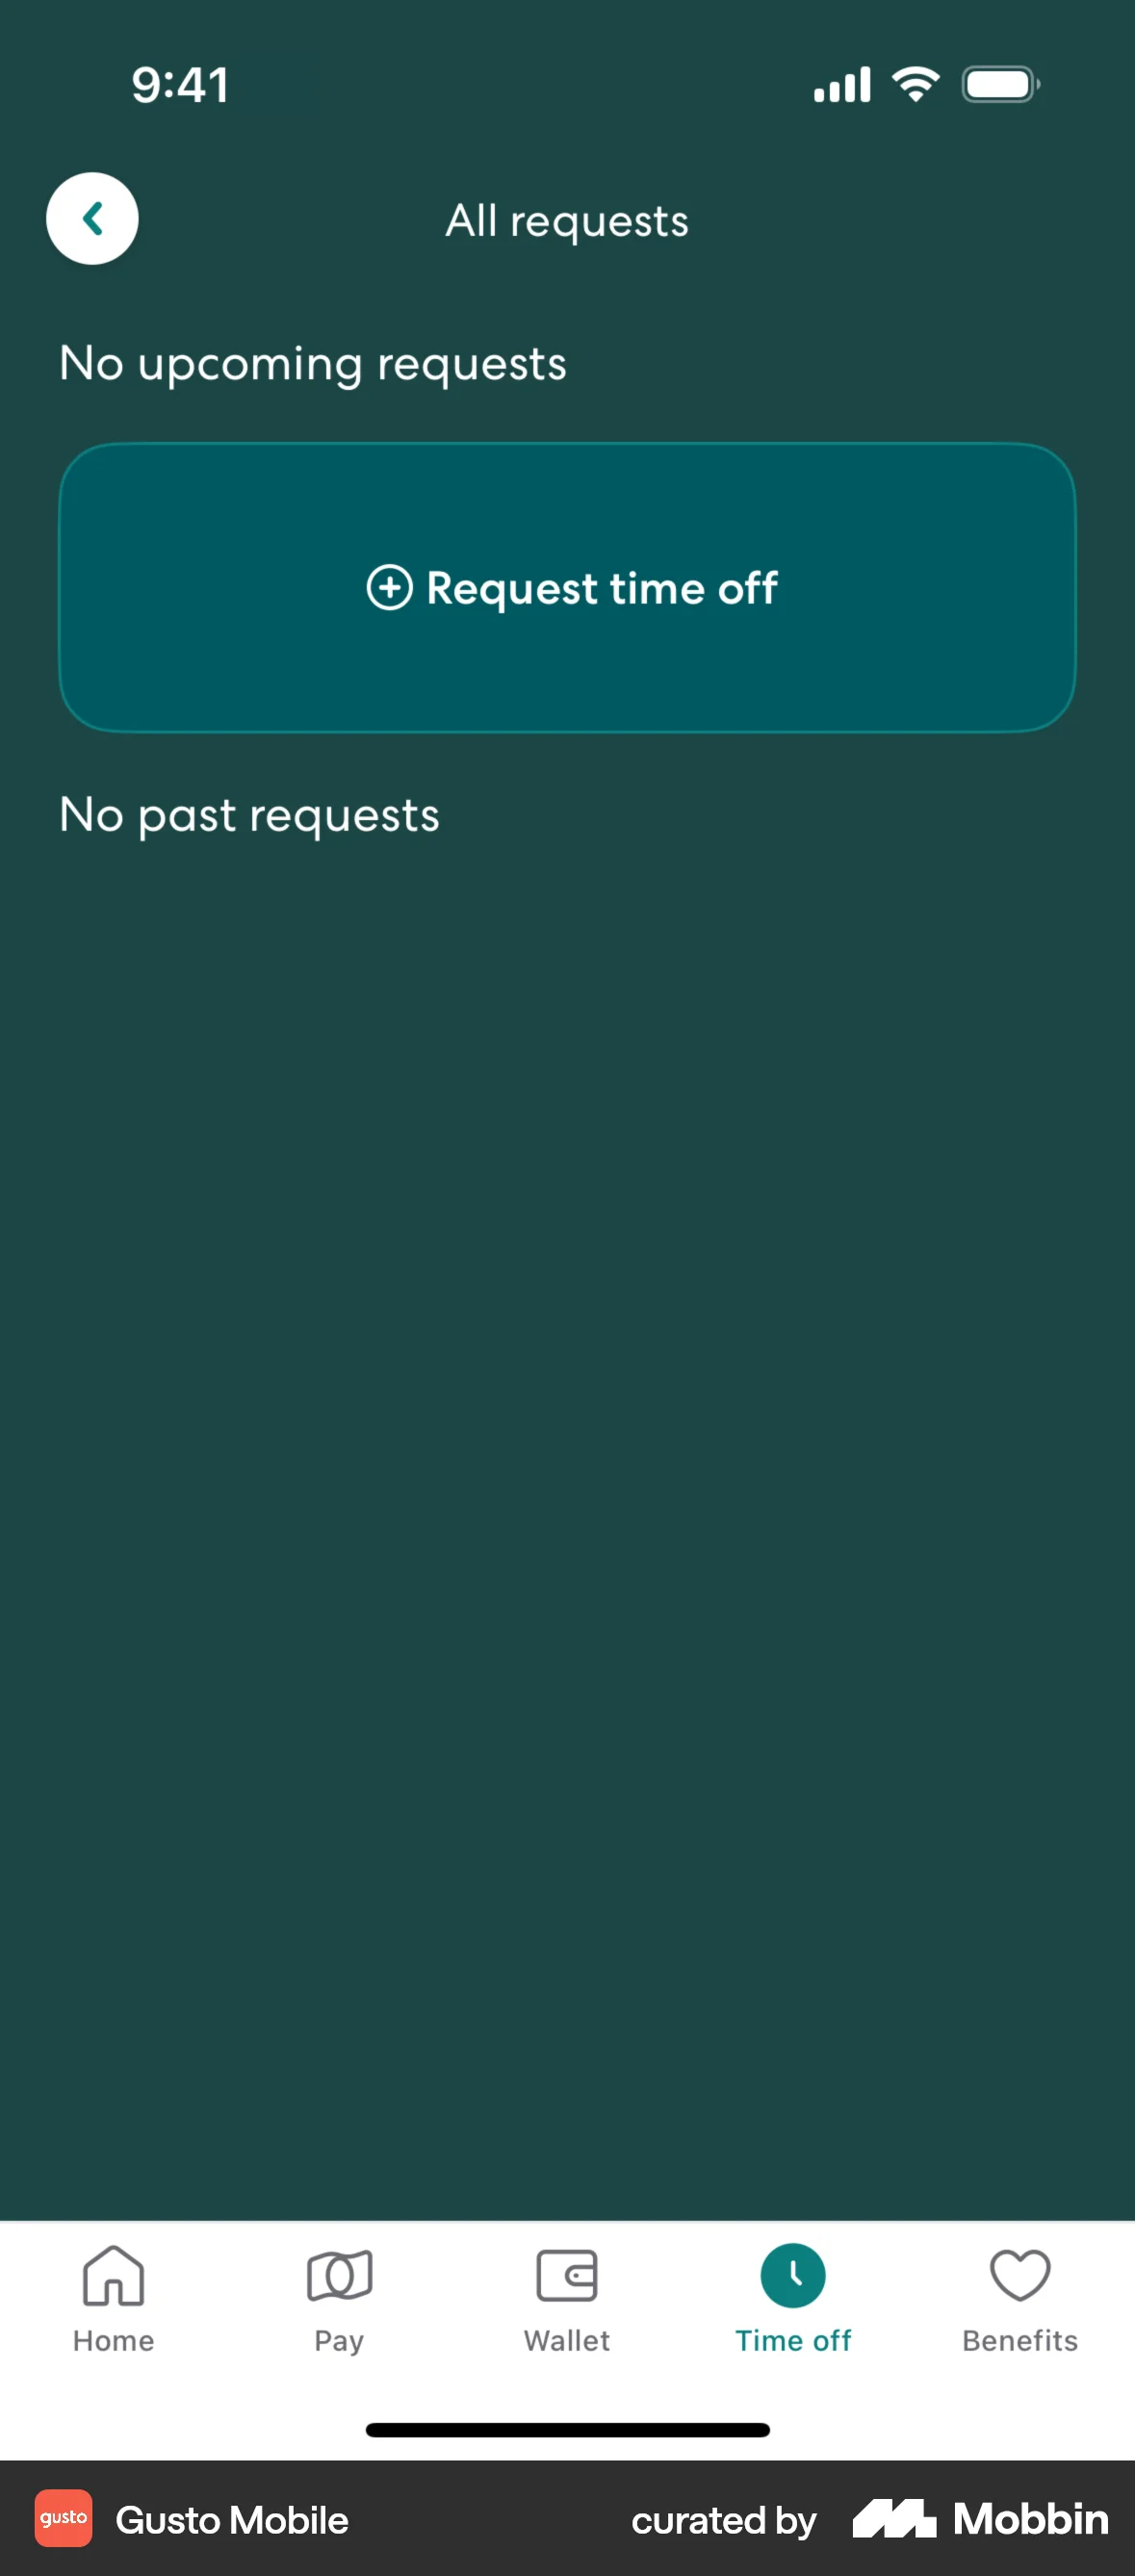 9:41
All requests
No upcoming requests
Request time off
No past requests
Home Pay Wallet Time off Benefits
gusto Gusto Mobile curated by Mobbin